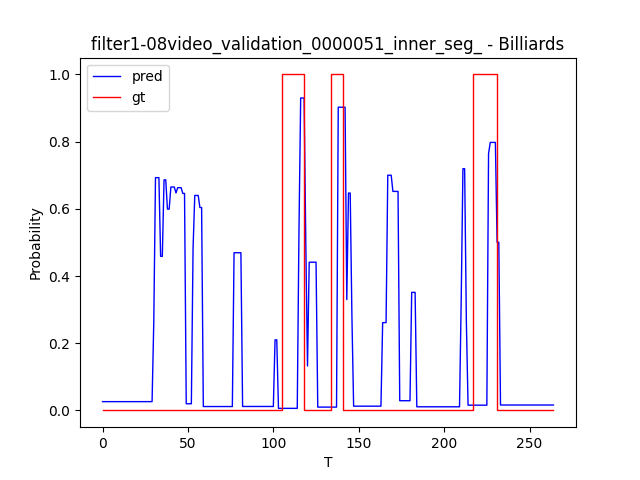 filter1-08video_validation_0000051_inner_seg_ - Billiards
pred
gt
1.0
0.8
0.6
0.4
0.2
0.0
Probability
0
50
100
150
200
250
T